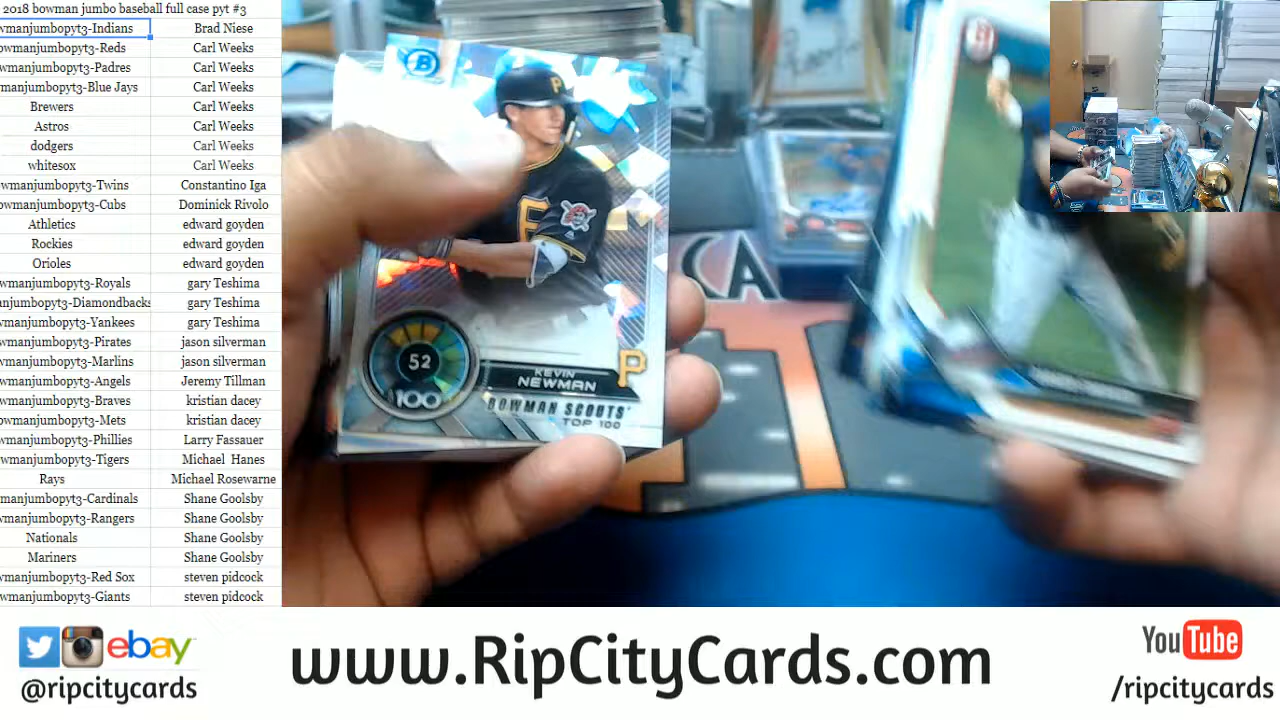 2018 bowman jumbo baseball full case pyt #3
wmanjumbopyt3-Indians Brad Niese
owmanjumbopyt3-Reds Carl Weeks
owmanjumbopyt3-Padres Carl Weeks
manjumbopyt3-Blue Jays Carl Weeks
Brewers Carl Weeks
Astros Carl Weeks
dodgers Carl Weeks
whitesox Carl Weeks
owmanjumbopyt3-Twins Constantino Iga
owmanjumbopyt3-Cubs Dominick Rivolo
Athletics edward goyden
Rockies edward goyden
Orioles edward goyden
wmanjumbopyt3-Royals gary Teshima
anjumbopyt3-Diamondbacks gary Teshima
wmanjumbopyt3-Yankees gary Teshima
wmanjumbopyt3-Pirates jason silverman
wmanjumbopyt3-Marlins jason silverman
wmanjumbopyt3-Angels Jeremy Tillman
wmanjumbopyt3-Braves kristian dacey
owmanjumbopyt3-Mets kristian dacey
manjumbopyt3-Phillies Larry Fassauer
wmanjumbopyt3-Tigers Michael Hanes
Rays Michael Rosewarne
manjumbopyt3-Cardinals Shane Goolsby
manjumbopyt3-Rangers Shane Goolsby
Nationals Shane Goolsby
Mariners Shane Goolsby
wmanjumbopyt3-Red Sox steven pidcock
wmanjumbopyt3-Giants steven pidcock
B
P
P
52
100
KEVIN
NEWMAN
P
BOWMAN SCOUTS'
TOP 100
CA
ebay
@ripcitycards
www.RipCityCards.com
YouTube
/ripcitycards